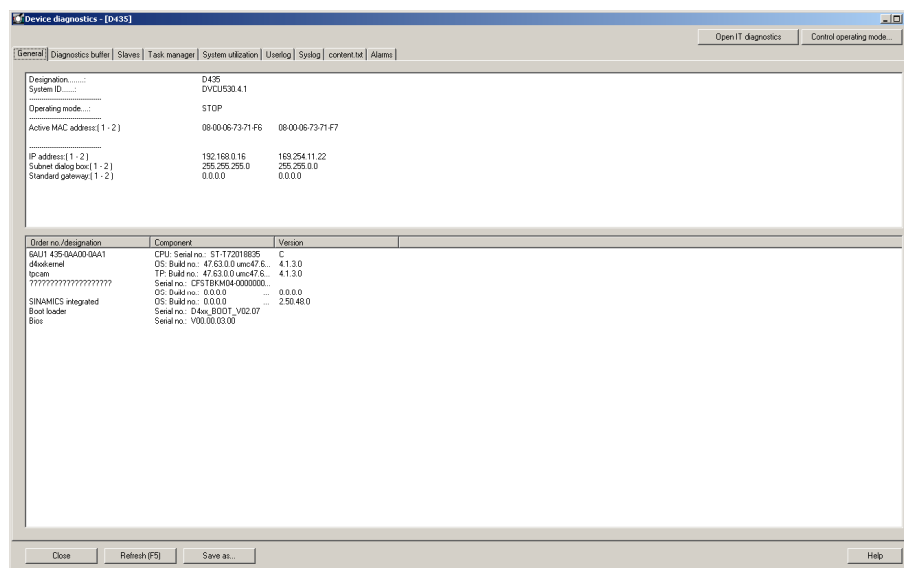 Device diagnostics - [D435]
Open IT diagnostics Control operating mode...
General Diagnostics buffer Slaves Task manager System utilization Userlog Syslog content.txt Alarms
Designation........: D435
System ID......: DVCU530.4.1
--------------------------------
Operating mode....: STOP
--------------------------------
Active MAC address:( 1 - 2 ) 08-00-06-73-71-F6 08-00-06-73-71-F7
--------------------------------
IP address:( 1 - 2 ) 192.168.0.16 169.254.11.22
Subnet dialog box:( 1 - 2 ) 255.255.255.0 255.255.0.0
Standard gateway:( 1 - 2 ) 0.0.0.0 0.0.0.0
Order no./designation Component Version
6AU1 435-0AA00-0AA1 CPU: Serial no.: ST-T72018835 C
d4xxkernel OS: Build no.: 47.63.0.0 umc47.6... 4.1.3.0
tpcam TP: Build no.: 47.63.0.0 umc47.6... 4.1.3.0
???????????????????? Serial no.: CFSTBKM04-0000000...
OS: Build no.: 0.0.0.0 ... 0.0.0.0
SINAMICS integrated OS: Build no.: 0.0.0.0 ... 2.50.48.0
Boot loader Serial no.: D4xx_BOOT_V02.07
Bios Serial no.: V00.00.03.00
Close Refresh (F5) Save as... Help